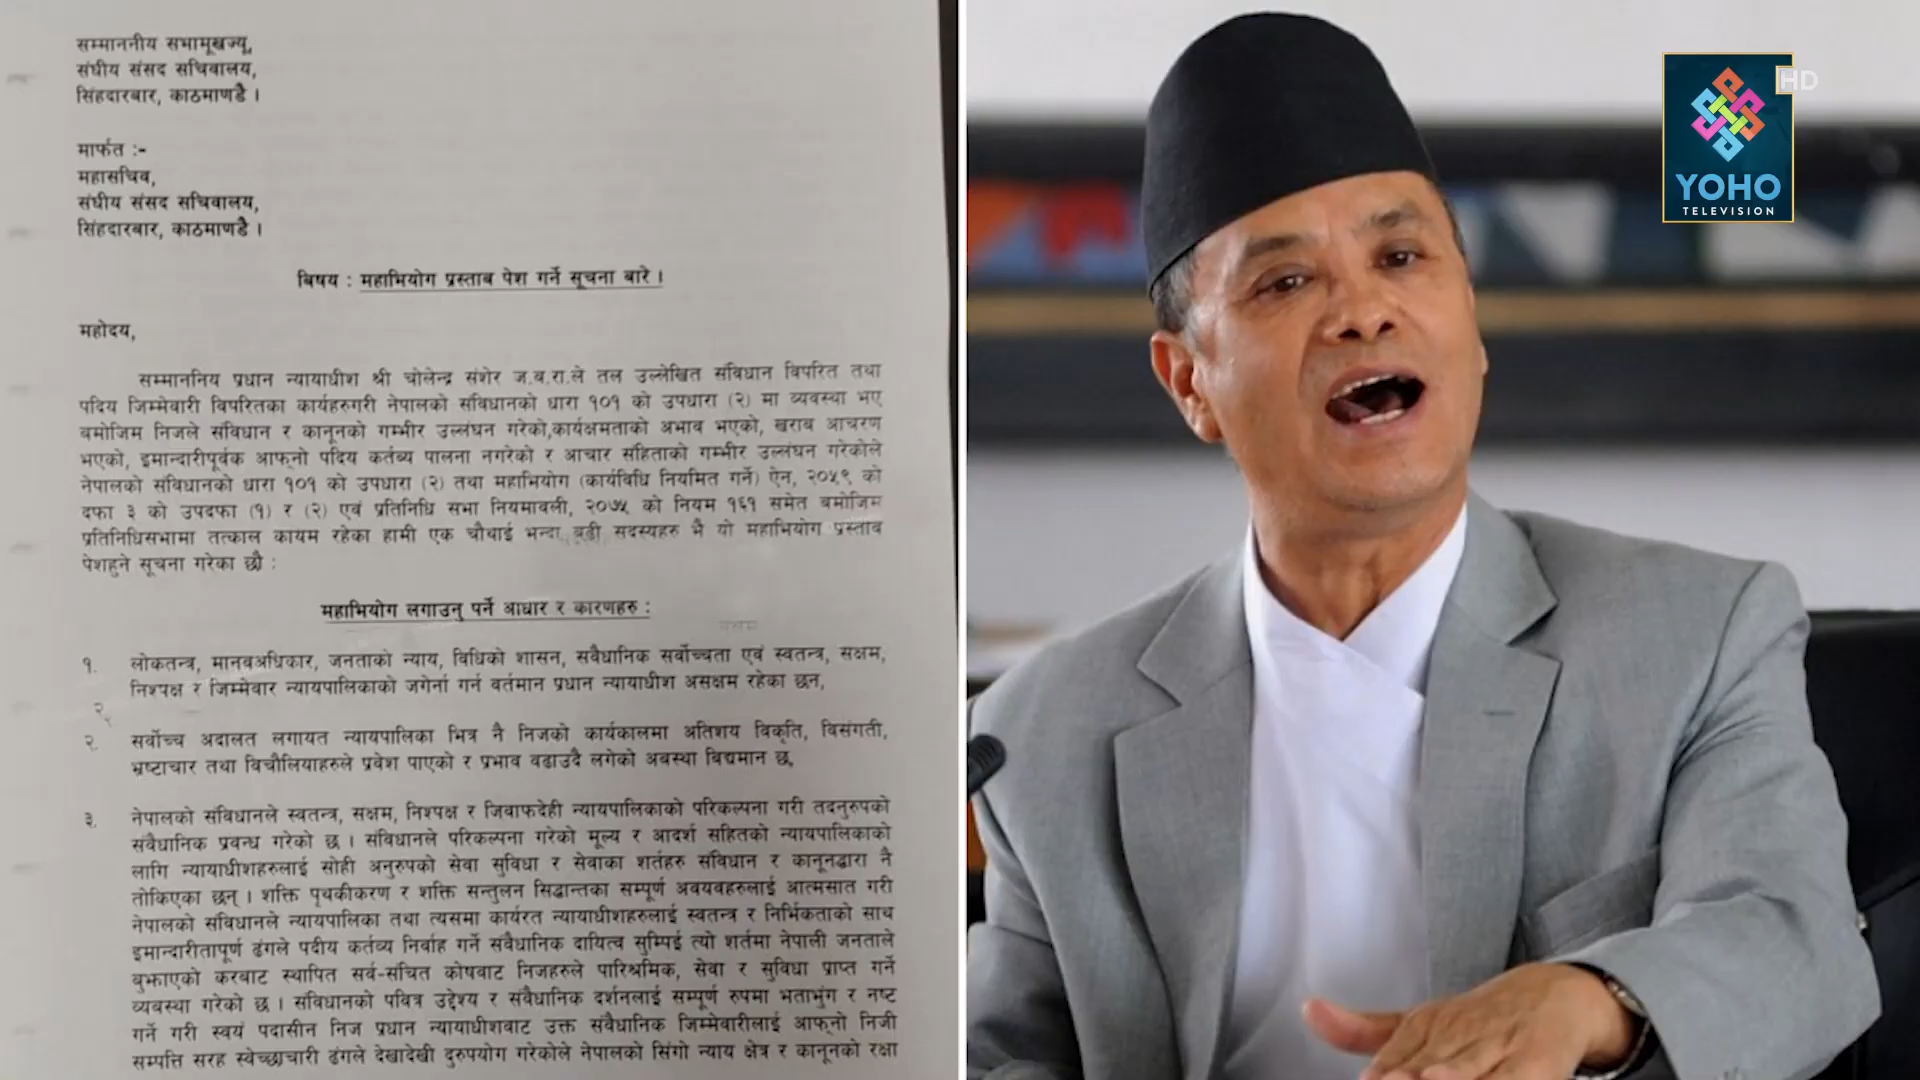 सम्माननीय सभामूखज्यू,
संघीय संसद सचिवालय,
सिंहदारबार, काठमाण्डै ।
मार्फत :-
महासचिव,
संघीय संसद सचिवालय,
सिंहदारबार, काठमाण्डै ।
बिषय : महाभियोग प्रस्ताब पेश गर्ने सूचना बारे ।
महोदय,
सम्माननिय प्रधान न्यायाधीश श्री चोलेन्द्र संशेर ज.ब.रा.ले तल उल्लेखित संविधान विपरित तथा
पदिय जिम्मेवारी विपरितका कार्यहरुगरी नेपालको संविधानको धारा १०१ को उपधारा (२) मा व्यवस्था भए
बमोजिम निजले संविधान र कानूनको गम्भीर उल्लंघन गरेको,कार्यक्षमताको अभाव भएको, खराब आचरण
भएको, इमान्दारीपूर्वक आफ्नो पदिय कर्तब्य पालना नगरेको र आचार संहिताको गम्भीर उल्लंघन गरेकोले
नेपालको संविधानको धारा १०१ को उपधारा (२) तथा महाभियोग (कार्यविधि नियमित गर्ने) ऐन, २०५९ को
दफा ३ को उपदफा (१) र (२) एवं प्रतिनिधि सभा नियमावली, २०७५ को नियम १६१ समेत बमोजिम
प्रतिनिधिसभामा तत्काल कायम रहेका हामी एक चौथाई भन्दा बढी सदस्यहरु भै यो महाभियोग प्रस्ताब
पेशहुने सूचना गरेका छौ :
महाभियोग लगाउनु पर्ने आधार र कारणहरु :
१. लोकतन्त्र, मानवअधिकार, जनताको न्याय, विधिको शासन, सवैधानिक सर्वोच्चता एवं स्वतन्त्र, सक्षम,
निश्पक्ष र जिम्मेवार न्यायपालिकाको जगेर्ना गर्न वर्तमान प्रधान न्यायाधीश असक्षम रहेका छन्,
२. सर्वोच्च अदालत लगायत न्यायपालिका भित्र नै निजको कार्यकालमा अतिशय विकृति, विसंगती,
भ्रष्टाचार तथा विचौलियाहरुले प्रवेश पाएको र प्रभाव वढाउदै लगेको अबस्था बिद्यमान छ,
३. नेपालको संविधानले स्वतन्त्र, सक्षम, निश्पक्ष र जिवाफदेही न्यायपालिकाको परिकल्पना गरी तदनुरुपको
संवैधानिक प्रवन्ध गरेको छ । संविधानले परिकल्पना गरेको मूल्य र आदर्श सहितको न्यायपालिकाको
लागि न्यायाधीशहरुलाई सोही अनुरुपको सेवा सुविधा र सेवाका शर्तहरु संविधान र कानूनद्वारा नै
तोकिएका छन् । शक्ति पृथकीकरण र शक्ति सन्तुलन सिद्धान्तका सम्पूर्ण अवयवहरुलाई आत्मसात गरी
नेपालको संविधानले न्यायपालिका तथा त्यसमा कार्यरत न्यायाधीशहरुलाई स्वतन्त्र र निर्भिकताको साथ
इमान्दारीतापूर्ण ढंगले पदीय कर्तव्य निर्वाह गर्ने संवैधानिक दायित्व सुम्पिई त्यो शर्तमा नेपाली जनताले
बुझाएको करबाट स्थापित सर्व-संचित कोषवाट निजहरुले पारिश्रमिक, सेवा र सुविधा प्राप्त गर्ने
व्यवस्था गरेको छ । संविधानको पवित्र उद्देश्य र संवैधानिक दर्शनलाई सम्पूर्ण रुपमा भताभुंग र नष्ट
गर्ने गरी स्वयं पदासीन निज प्रधान न्यायाधीशवाट उक्त संवैधानिक जिम्मेवारीलाई आफ्नो निजी
सम्पत्ति सरह स्वेच्छाचारी ढंगले देखादेखी दुरुपयोग गरेकोले नेपालको सिंगो न्याय क्षेत्र र कानूनको रक्षा
HD
YOHO
TELEVISION